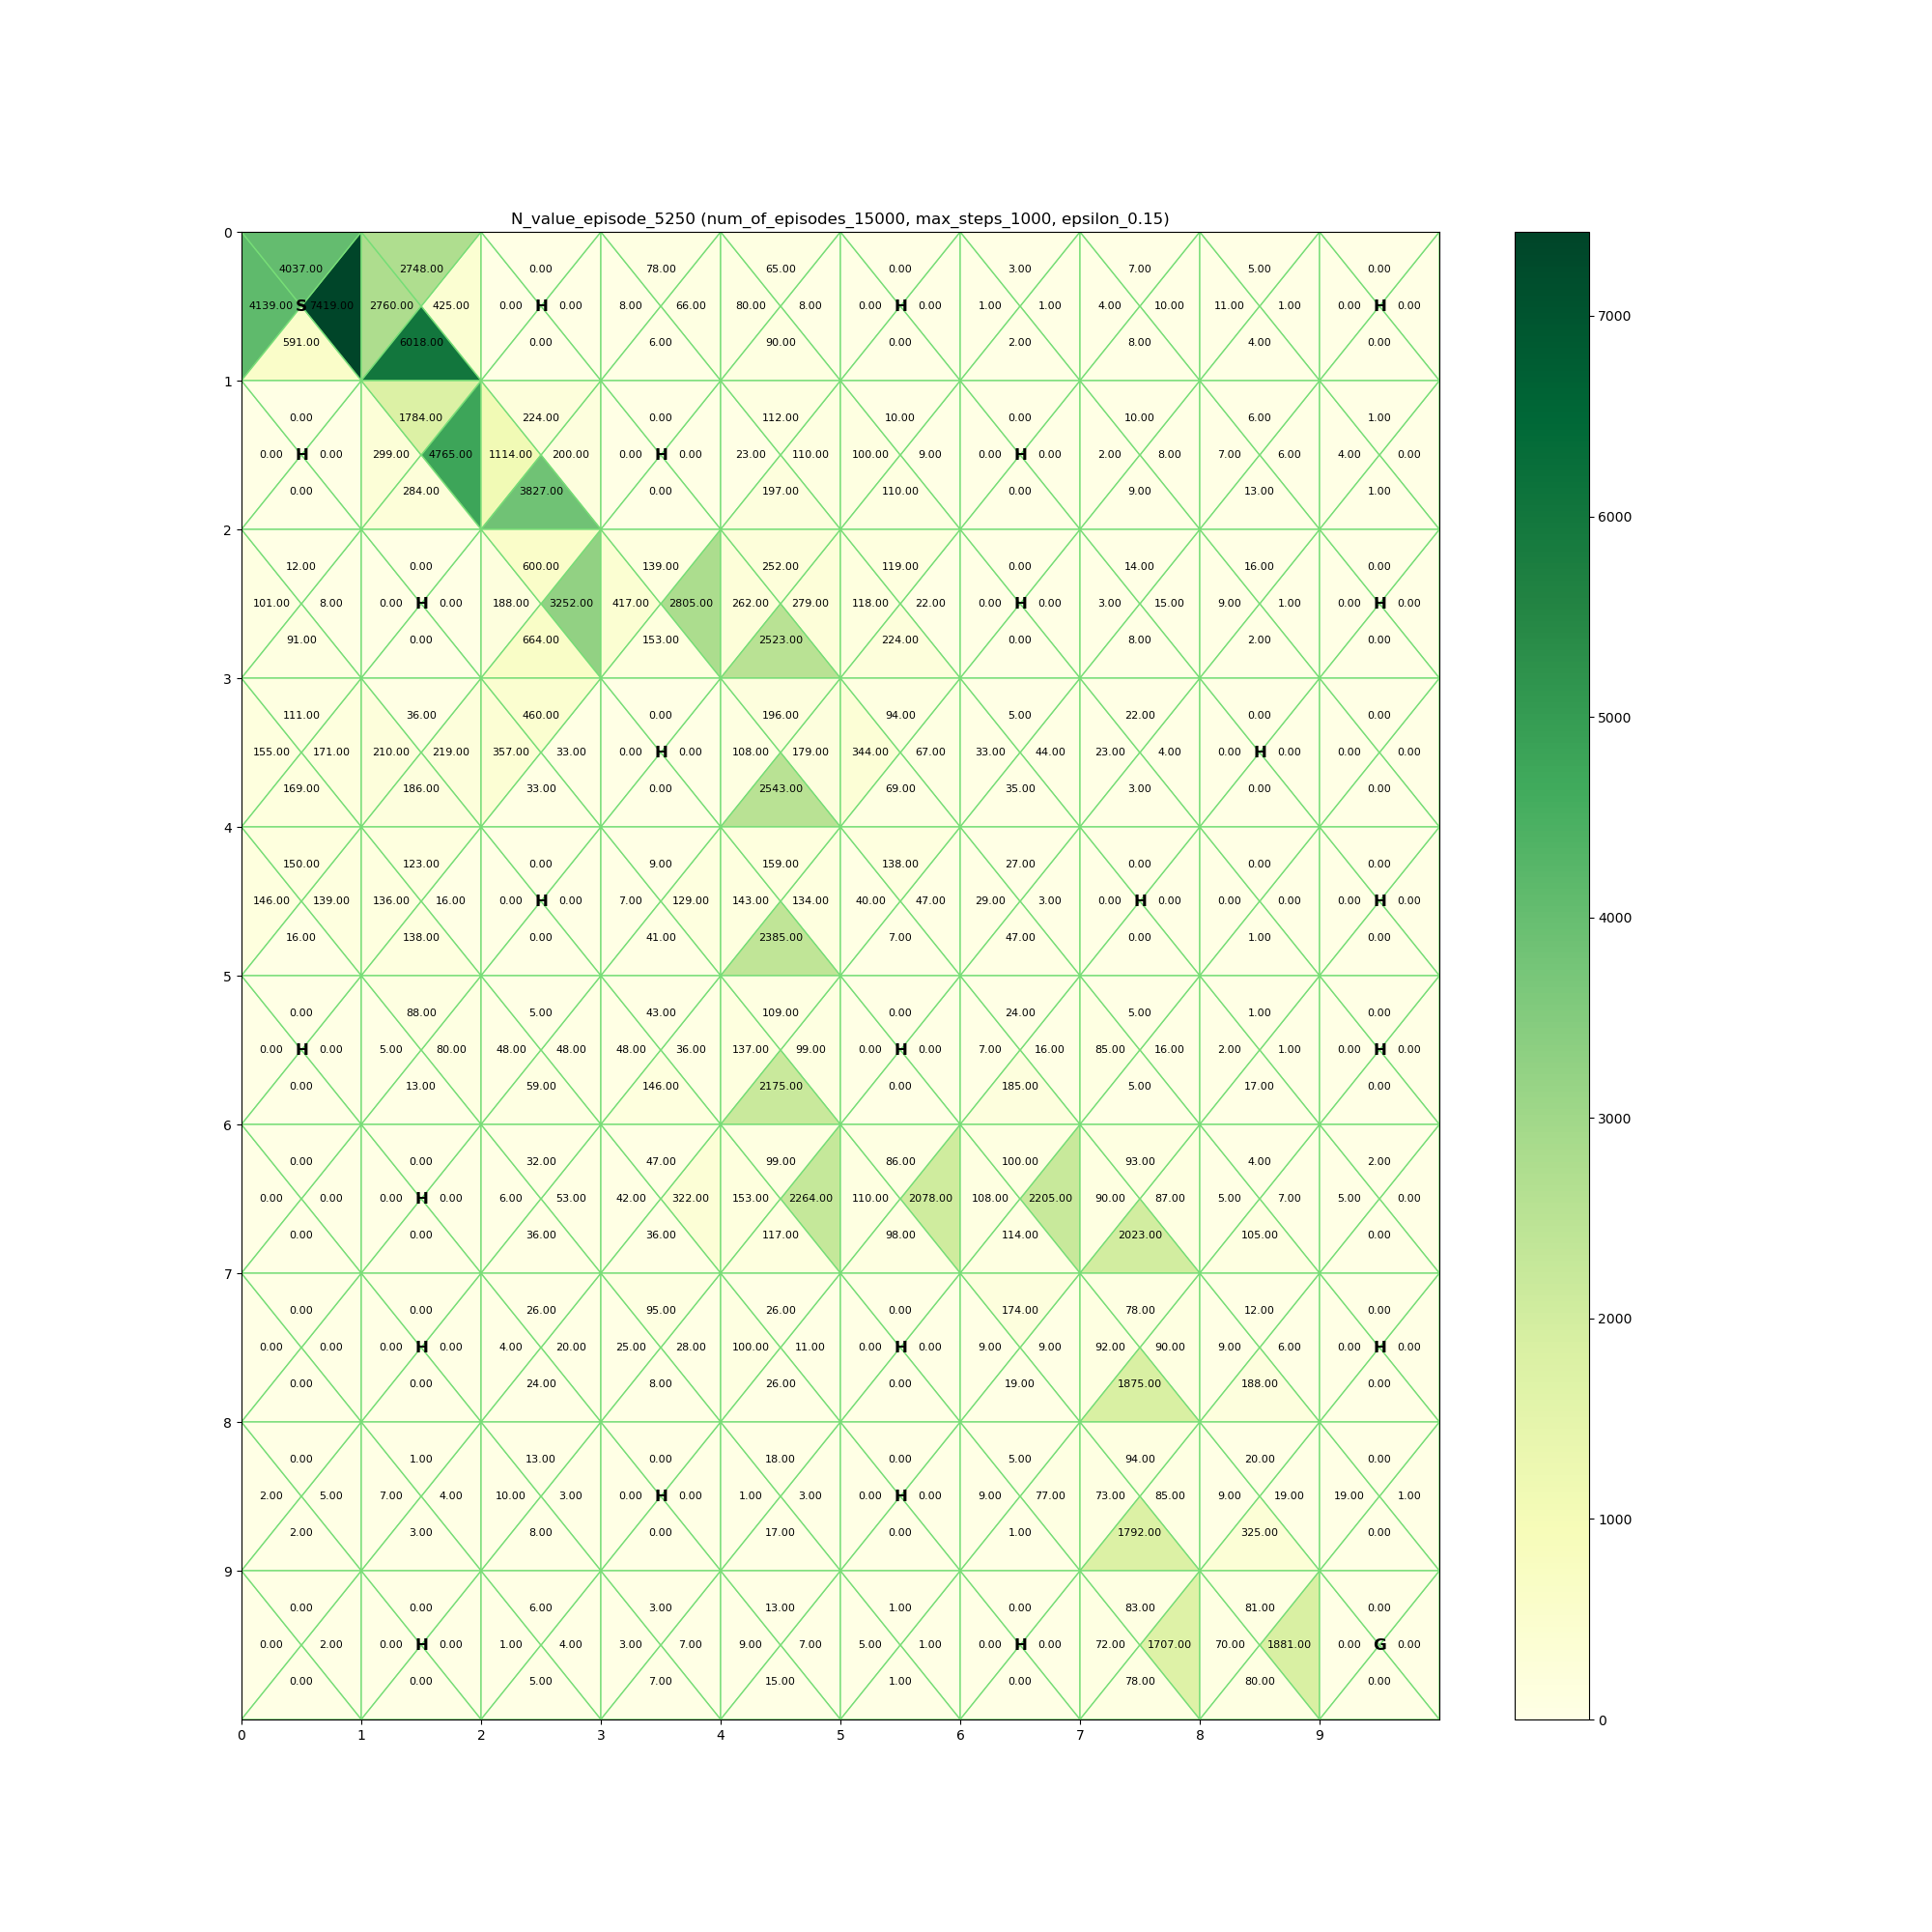 N_value_episode_5250 (num_of_episodes_15000, max_steps_1000, epsilon_0.15)
0
4037.00 2748.00 0.00 78.00 65.00 0.00 3.00 7.00 5.00 0.00
4139.00 S 7419.00 2760.00 425.00 0.00 H 0.00 8.00 66.00 80.00 8.00 0.00 H 0.00 1.00 1.00 4.00 10.00 11.00 1.00 0.00 H 0.00
591.00 6018.00 0.00 6.00 90.00 0.00 2.00 8.00 4.00 0.00
1
0.00 1784.00 224.00 0.00 112.00 10.00 0.00 10.00 6.00 1.00
0.00 H 0.00 299.00 4765.00 1114.00 200.00 0.00 H 0.00 23.00 110.00 100.00 9.00 0.00 H 0.00 2.00 8.00 7.00 6.00 4.00 0.00
0.00 284.00 3827.00 0.00 197.00 110.00 0.00 9.00 13.00 1.00
2
12.00 0.00 600.00 139.00 252.00 119.00 0.00 14.00 16.00 0.00
101.00 8.00 0.00 H 0.00 188.00 3252.00 417.00 2805.00 262.00 279.00 118.00 22.00 0.00 H 0.00 3.00 15.00 9.00 1.00 0.00 H 0.00
91.00 0.00 664.00 153.00 2523.00 224.00 0.00 8.00 2.00 0.00
3
111.00 36.00 460.00 0.00 196.00 94.00 5.00 22.00 0.00 0.00
155.00 171.00 210.00 219.00 357.00 33.00 0.00 H 0.00 108.00 179.00 344.00 67.00 33.00 44.00 23.00 4.00 0.00 H 0.00 0.00 0.00
169.00 186.00 33.00 0.00 2543.00 69.00 35.00 3.00 0.00 0.00
4
150.00 123.00 0.00 9.00 159.00 138.00 27.00 0.00 0.00 0.00
146.00 139.00 136.00 16.00 0.00 H 0.00 7.00 129.00 143.00 134.00 40.00 47.00 29.00 3.00 0.00 H 0.00 0.00 0.00 0.00 H 0.00
16.00 138.00 0.00 41.00 2385.00 7.00 47.00 0.00 1.00 0.00
5
0.00 88.00 5.00 43.00 109.00 0.00 24.00 5.00 1.00 0.00
0.00 H 0.00 5.00 80.00 48.00 48.00 48.00 36.00 137.00 99.00 0.00 H 0.00 7.00 16.00 85.00 16.00 2.00 1.00 0.00 H 0.00
0.00 13.00 59.00 146.00 2175.00 0.00 185.00 5.00 17.00 0.00
6
0.00 0.00 32.00 47.00 99.00 86.00 100.00 93.00 4.00 2.00
0.00 0.00 0.00 H 0.00 6.00 53.00 42.00 322.00 153.00 2264.00 110.00 2078.00 108.00 2205.00 90.00 87.00 5.00 7.00 5.00 0.00
0.00 0.00 36.00 36.00 117.00 98.00 114.00 2023.00 105.00 0.00
7
0.00 0.00 26.00 95.00 26.00 0.00 174.00 78.00 12.00 0.00
0.00 0.00 0.00 H 0.00 4.00 20.00 25.00 28.00 100.00 11.00 0.00 H 0.00 9.00 9.00 92.00 90.00 9.00 6.00 0.00 H 0.00
0.00 0.00 24.00 8.00 26.00 0.00 19.00 1875.00 188.00 0.00
8
0.00 1.00 13.00 0.00 18.00 0.00 5.00 94.00 20.00 0.00
2.00 5.00 7.00 4.00 10.00 3.00 0.00 H 0.00 1.00 3.00 0.00 H 0.00 9.00 77.00 73.00 85.00 9.00 19.00 19.00 1.00
2.00 3.00 8.00 0.00 17.00 0.00 1.00 1792.00 325.00 0.00
9
0.00 0.00 6.00 3.00 13.00 1.00 0.00 83.00 81.00 0.00
0.00 2.00 0.00 H 0.00 1.00 4.00 3.00 7.00 9.00 7.00 5.00 1.00 0.00 H 0.00 72.00 1707.00 70.00 1881.00 0.00 G 0.00
0.00 0.00 5.00 7.00 15.00 1.00 0.00 78.00 80.00 0.00
0 1 2 3 4 5 6 7 8 9
7000
6000
5000
4000
3000
2000
1000
0